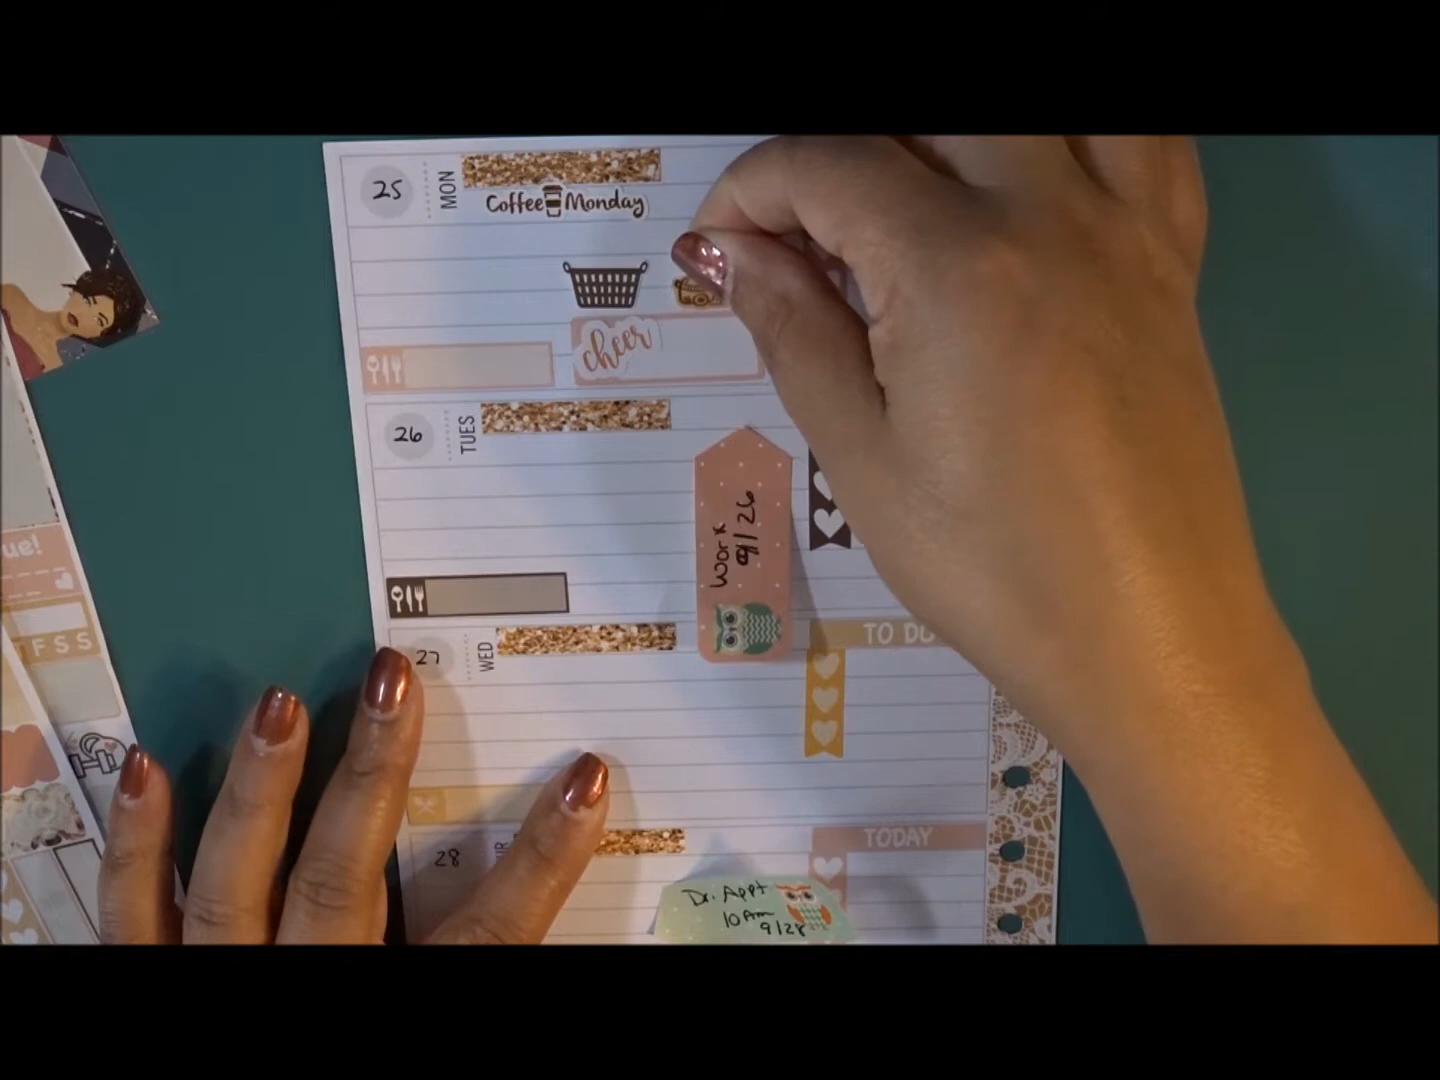 25
MON
Coffee Monday
cheer
26
TUES
Work
9/26
27
WED
TO DO
28
TODAY
Dr. Appt
10 Am
9/28
ue!
F S S